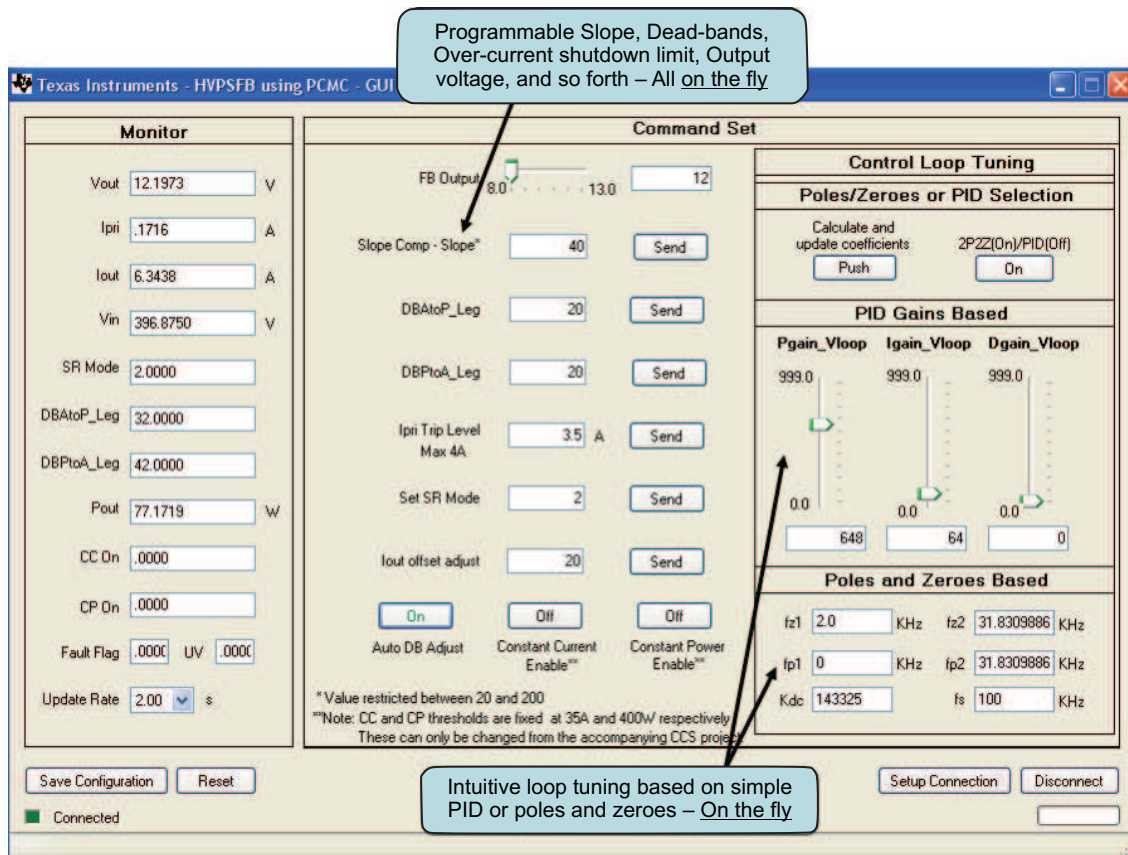 Programmable Slope, Dead-bands,
Over-current shutdown limit, Output
voltage, and so forth – All on the fly
Texas Instruments - HVPSFB using PCMC - GUI
Monitor
Vout 12.1973 V
Ipri .1716 A
Iout 6.3438 A
Vin 396.8750 V
SR Mode 2.0000
DBAtoP_Leg 32.0000
DBPtoA_Leg 42.0000
Pout 77.1719 W
CC On .0000
CP On .0000
Fault Flag .000( UV .000(
Update Rate 2.00 s
Command Set
FB Output 8.0 13.0 12
Slope Comp - Slope* 40 Send
DBAtoP_Leg 20 Send
DBPtoA_Leg 20 Send
Ipri Trip Level
Max 4A
3.5 A Send
Set SR Mode 2 Send
Iout offset adjust 20 Send
On Off Off
Auto DB Adjust Constant Current Constant Power
Enable** Enable**
* Value restricted between 20 and 200
**Note: CC and CP thresholds are fixed at 35A and 400W respectively
These can only be changed from the accompanying CCS project
Control Loop Tuning
Poles/Zeroes or PID Selection
Calculate and
update coefficients
2P2Z(On)/PID(Off)
Push On
PID Gains Based
Pgain_Vloop Igain_Vloop Dgain_Vloop
999.0 999.0 999.0
0.0 0.0 0.0
648 64 0
Poles and Zeroes Based
fz1 2.0 KHz fz2 31.8309886 KHz
fp1 0 KHz fp2 31.8309886 KHz
Kdc 143325 fs 100 KHz
Save Configuration Reset
Connected
Intuitive loop tuning based on simple
PID or poles and zeroes – On the fly
Setup Connection Disconnect